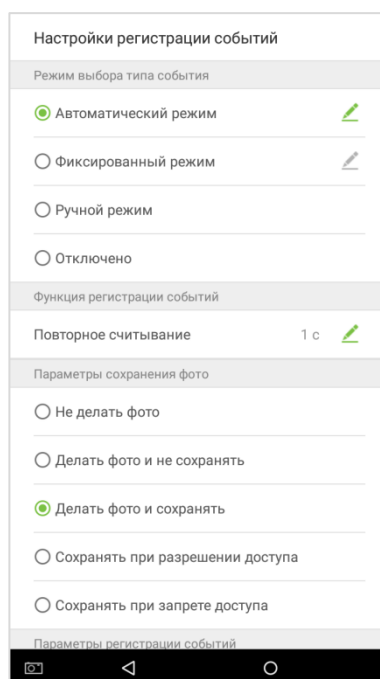 Настройки регистрации событий
Режим выбора типа события
Автоматический режим
Фиксированный режим
Ручной режим
Отключено
Функция регистрации событий
Повторное считывание 1 с
Параметры сохранения фото
Не делать фото
Делать фото и не сохранять
Делать фото и сохранять
Сохранять при разрешении доступа
Сохранять при запрете доступа
Параметры регистрации событий